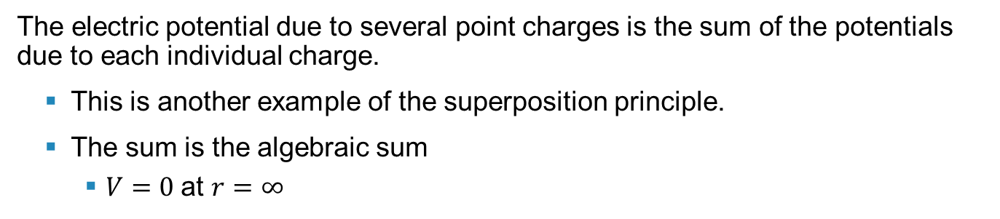 The electric potential due to several point charges is the sum of the potentials
due to each individual charge.
▪ This is another example of the superposition principle.
▪ The sum is the algebraic sum
▪ V = 0 at r = ∞